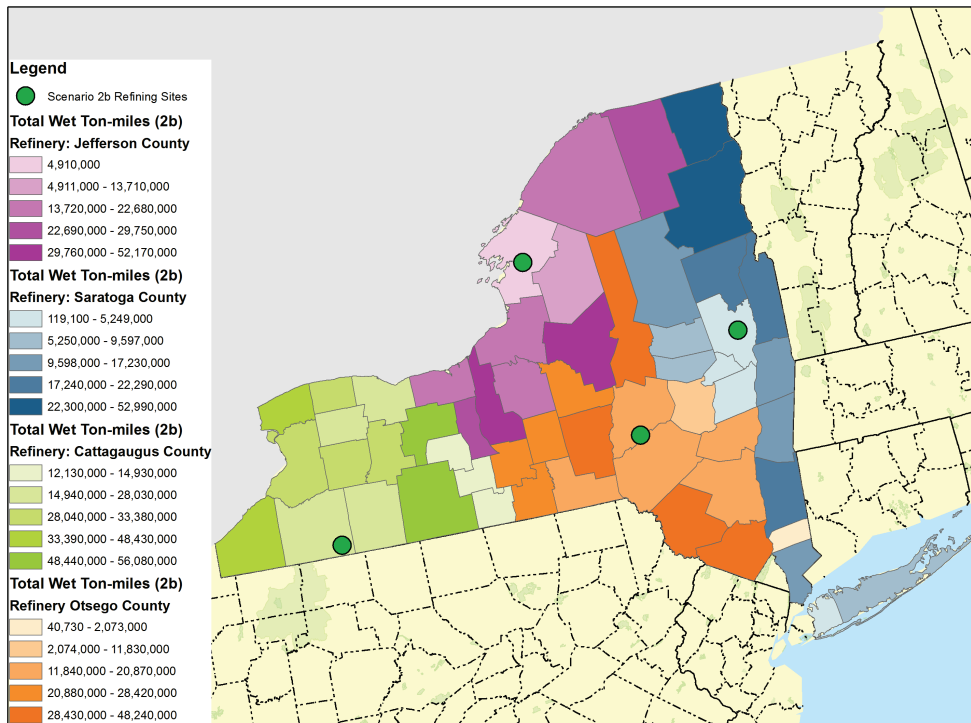 Legend
Scenario 2b Refining Sites
Total Wet Ton-miles (2b)
Refinery: Jefferson County
4,910,000
4,911,000 - 13,710,000
13,720,000 - 22,680,000
22,690,000 - 29,750,000
29,760,000 - 52,170,000
Total Wet Ton-miles (2b)
Refinery: Saratoga County
119,100 - 5,249,000
5,250,000 - 9,597,000
9,598,000 - 17,230,000
17,240,000 - 22,290,000
22,300,000 - 52,990,000
Total Wet Ton-miles (2b)
Refinery: Cattagaugus County
12,130,000 - 14,930,000
14,940,000 - 28,030,000
28,040,000 - 33,380,000
33,390,000 - 48,430,000
48,440,000 - 56,080,000
Total Wet Ton-miles (2b)
Refinery Otsego County
40,730 - 2,073,000
2,074,000 - 11,830,000
11,840,000 - 20,870,000
20,880,000 - 28,420,000
28,430,000 - 48,240,000